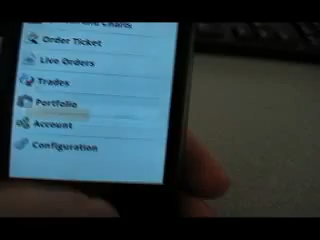 and Charts
Order Ticket
Live Orders
Trades
Portfolio
Account
Configuration